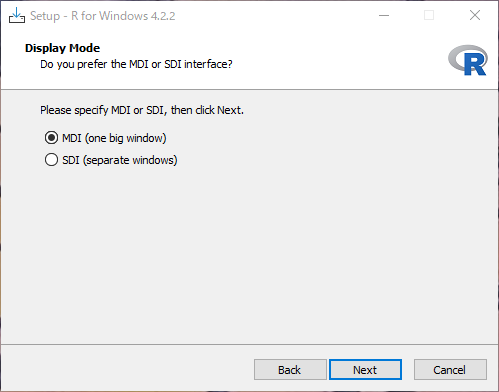 Setup - R for Windows 4.2.2
Display Mode
Do you prefer the MDI or SDI interface?
R
Please specify MDI or SDI, then click Next.
MDI (one big window)
SDI (separate windows)
Back Next Cancel